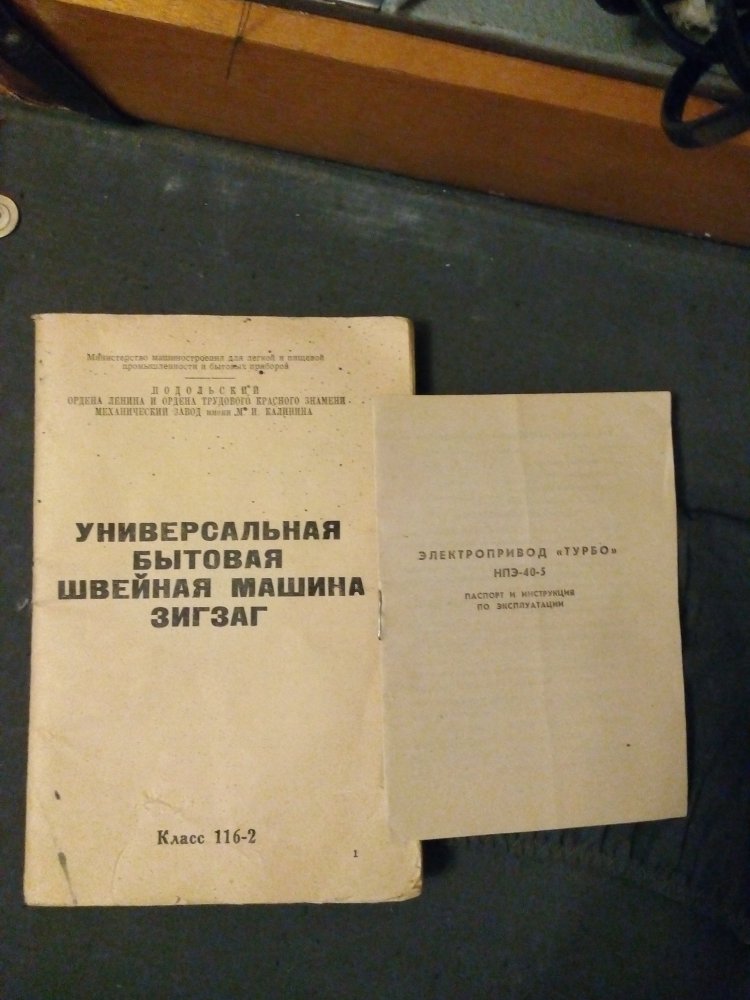 Министерство машиностроения для легкой и пищевой
промышленности и бытовых приборов
ПОДОЛЬСКИЙ
ОРДЕНА ЛЕНИНА И ОРДЕНА ТРУДОВОГО КРАСНОГО ЗНАМЕНИ
МЕХАНИЧЕСКИЙ ЗАВОД имени М. И. КАЛИНИНА
УНИВЕРСАЛЬНАЯ
БЫТОВАЯ
ШВЕЙНАЯ МАШИНА
ЗИГЗАГ
Класс 116-2
1
ЭЛЕКТРОПРИВОД «ТУРБО»
НПЭ-40-5
ПАСПОРТ И ИНСТРУКЦИЯ
ПО ЭКСПЛУАТАЦИИ